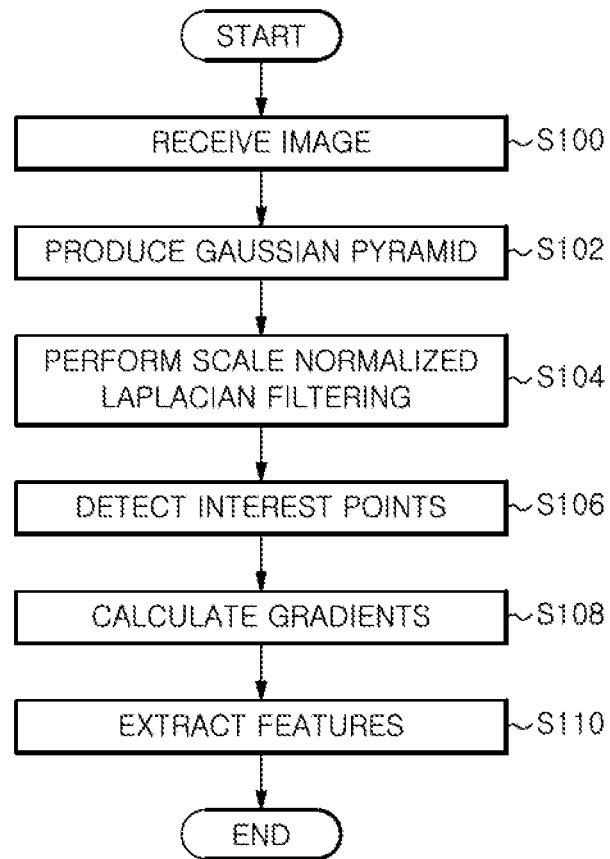 START
RECEIVE IMAGE
S100
PRODUCE GAUSSIAN PYRAMID
S102
PERFORM SCALE NORMALIZED
LAPLACIAN FILTERING
S104
DETECT INTEREST POINTS
S106
CALCULATE GRADIENTS
S108
EXTRACT FEATURES
S110
END